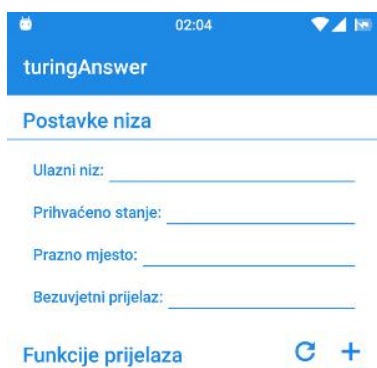 02:04
turingAnswer
Postavke niza
Ulazni niz:
Prihvaćeno stanje:
Prazno mjesto:
Bezuvjetni prijelaz:
Funkcije prijelaza